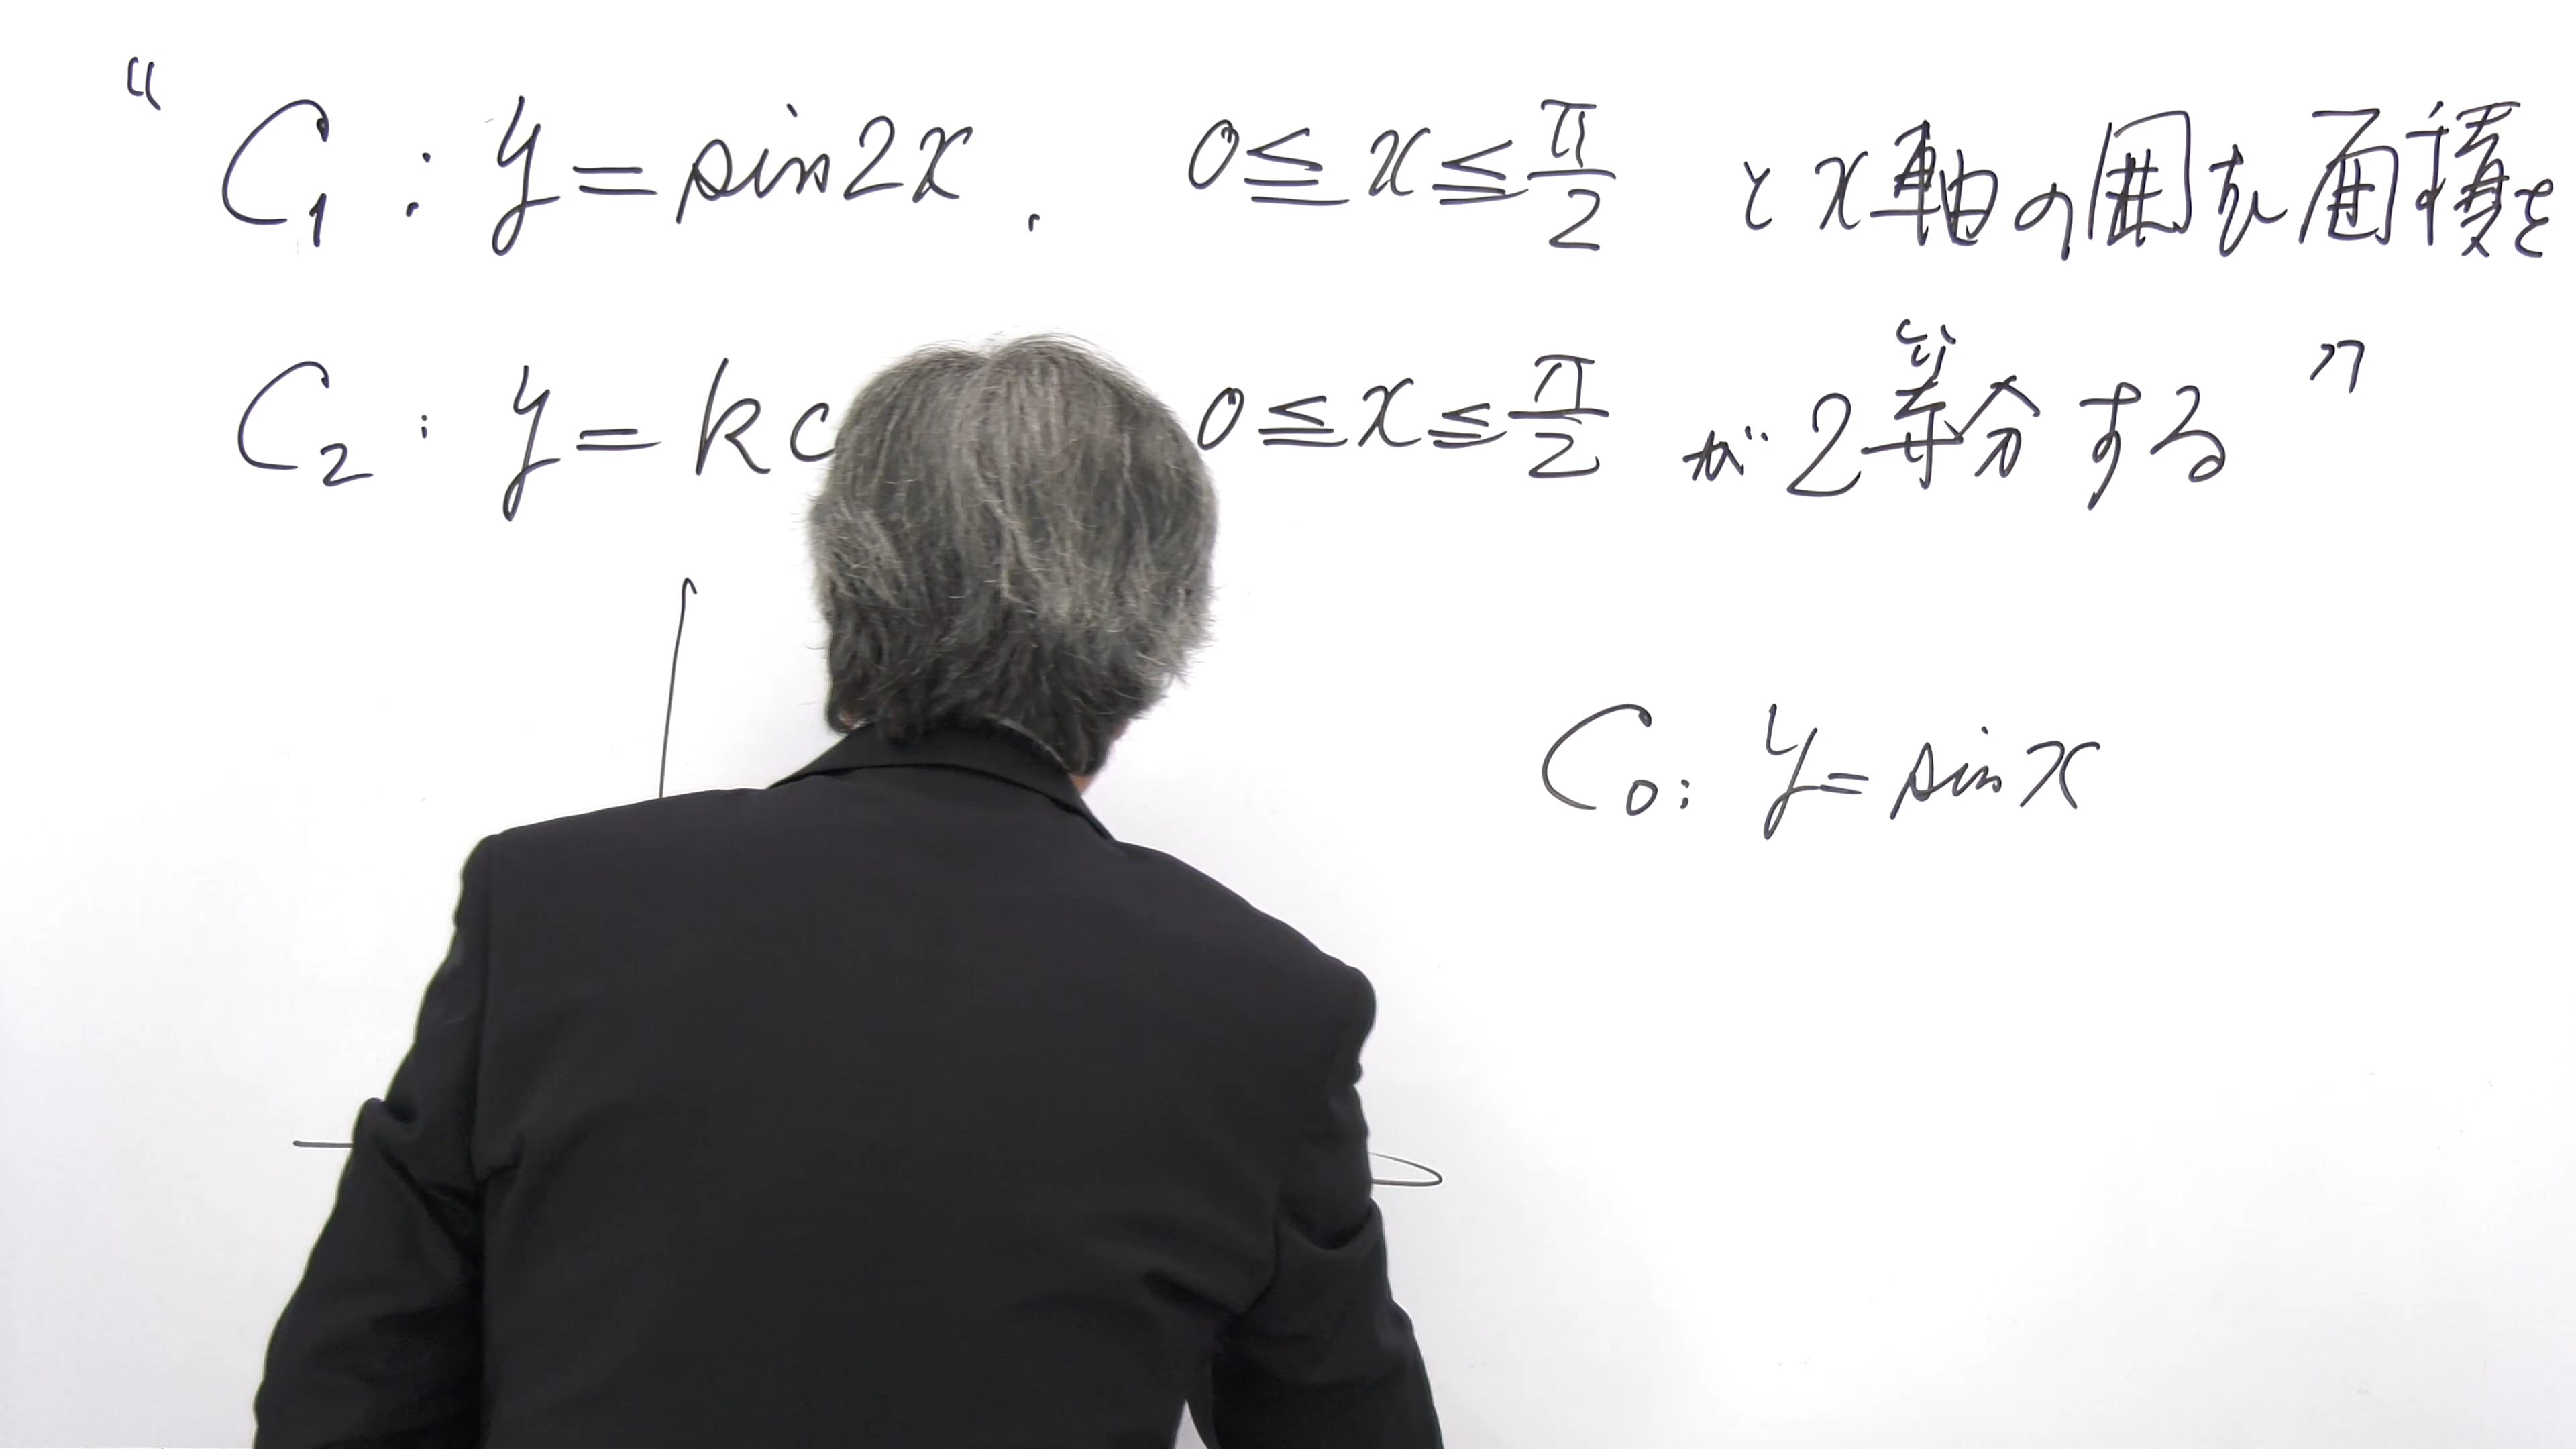 “ C₁ : y = sin2x . 0 ≦ x ≦ π/2 とx軸の囲む面積を
C₂ : y = kc 0 ≦ x ≦ π/2 が2等分する ”
C₀ : y = sin x